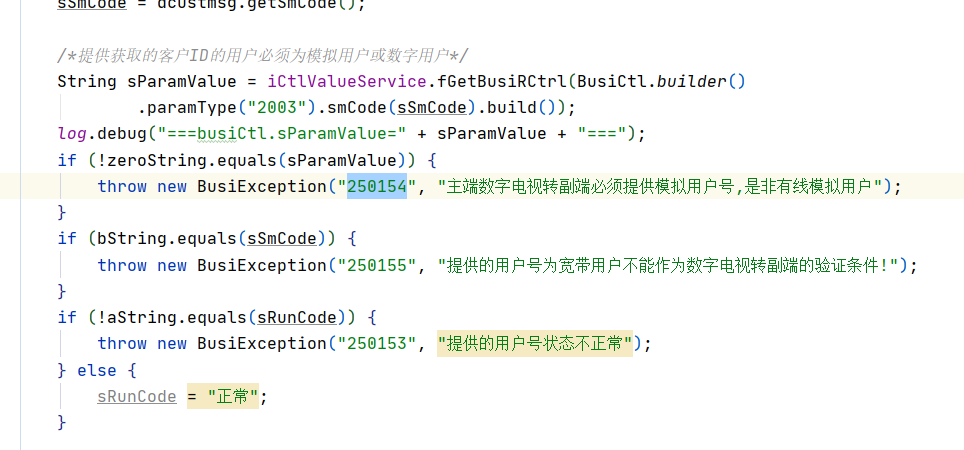 sSmCode = dcustmsg.getSmCode();
/*提供获取的客户ID的用户必须为模拟用户或数字用户*/
String sParamValue = iCtlValueService.fGetBusiRCtrl(BusiCtl.builder()
.paramType("2003").smCode(sSmCode).build());
log.debug("===busiCtl.sParamValue=" + sParamValue + "===");
if (!zeroString.equals(sParamValue)) {
throw new BusiException("250154", "主端数字电视转副端必须提供模拟用户号,是非有线模拟用户");
}
if (bString.equals(sSmCode)) {
throw new BusiException("250155", "提供的用户号为宽带用户不能作为数字电视转副端的验证条件!");
}
if (!aString.equals(sRunCode)) {
throw new BusiException("250153", "提供的用户号状态不正常");
} else {
sRunCode = "正常";
}